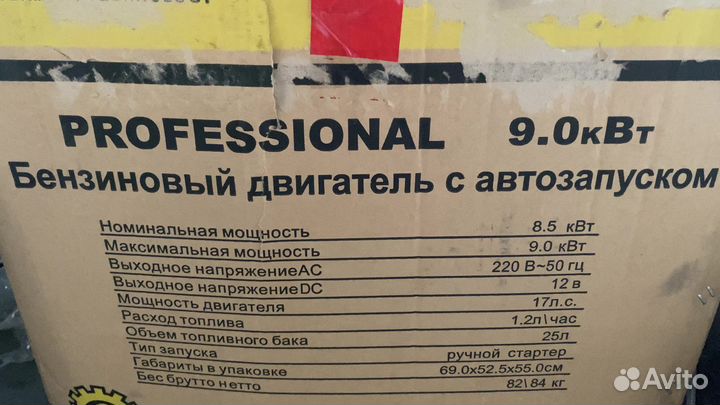 PROFESSIONAL 9.0кВт
Бензиновый двигатель с автозапуском
Номинальная мощность 8.5 кВт
Максимальная мощность 9.0 кВт
Выходное напряжениеAC 220 В~50 гц
Выходное напряжениеDC 12 в
Мощность двигателя 17л.с.
Расход топлива 1.2л\час
Объем топливного бака 25л
Тип запуска ручной стартер
Габариты в упаковке 69.0x52.5x55.0см
Бес брутто нетто 82\84 кг
Avito